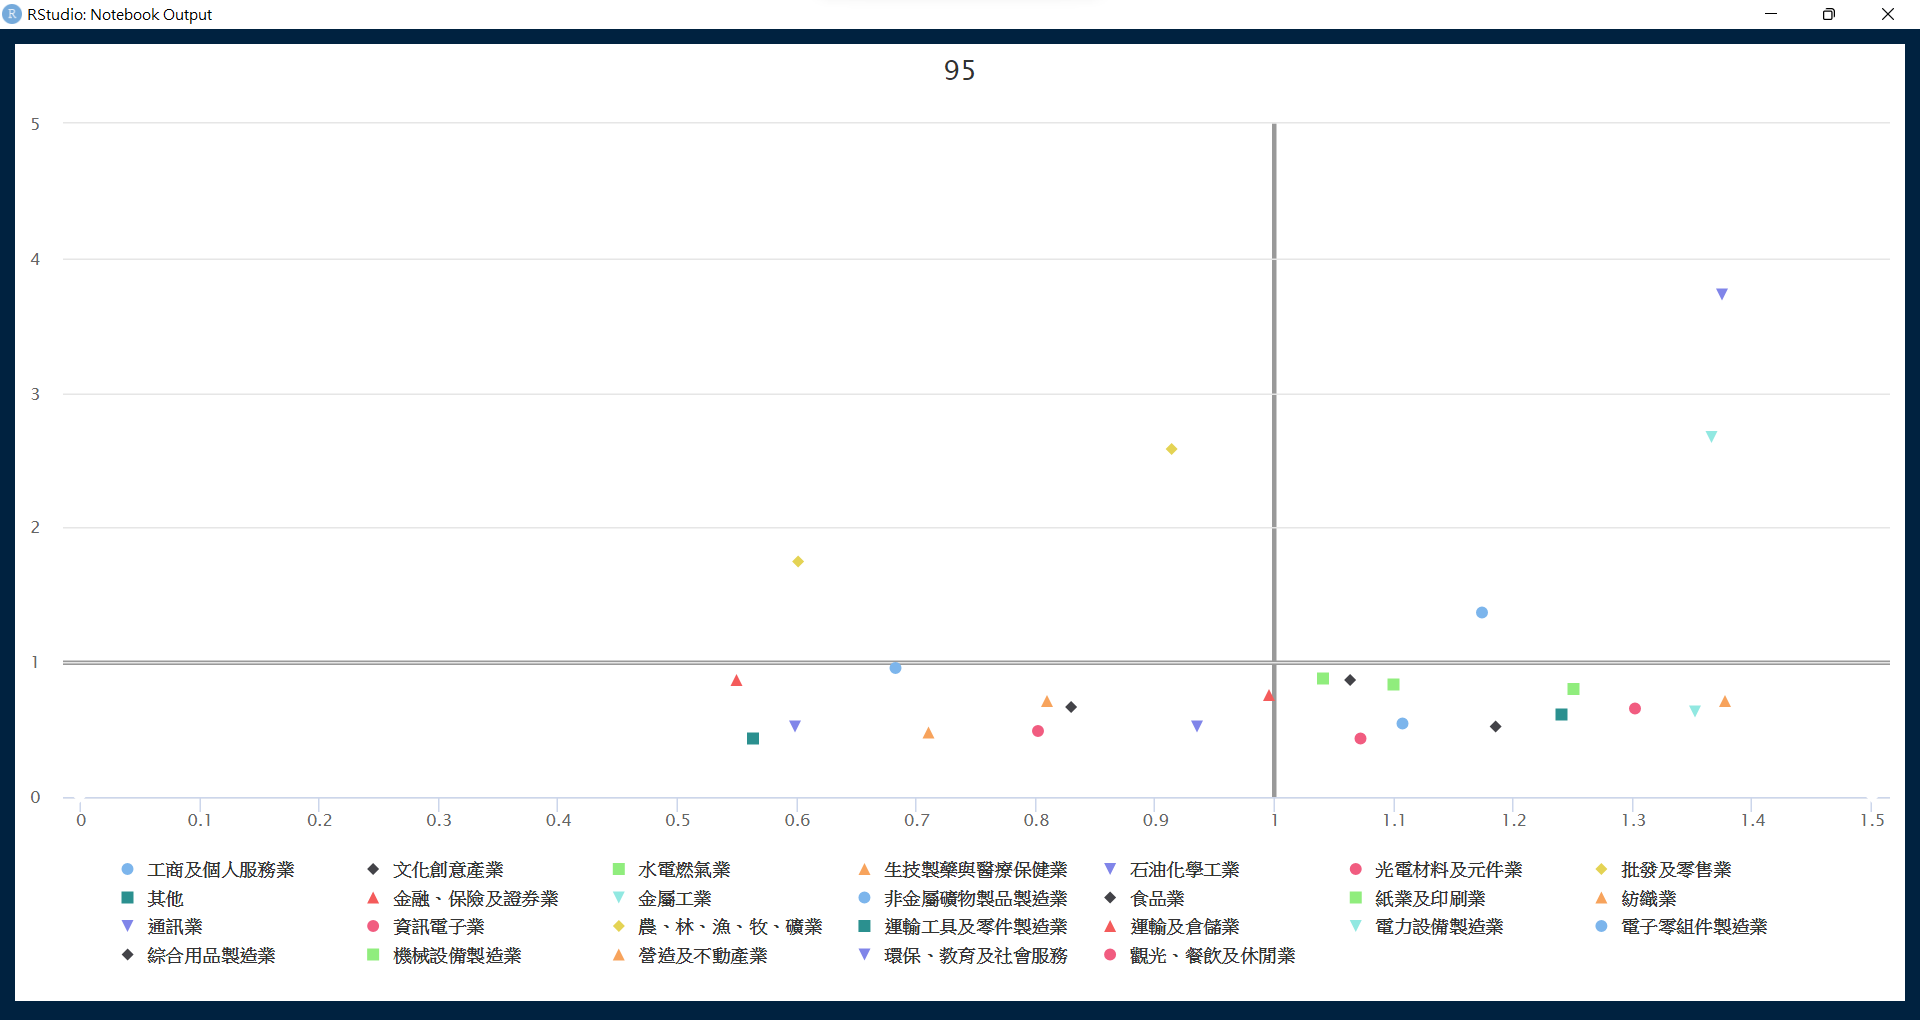 RStudio: Notebook Output
95
5
4
3
2
1
0
0 0.1 0.2 0.3 0.4 0.5 0.6 0.7 0.8 0.9 1 1.1 1.2 1.3 1.4 1.5
工商及個人服務業 文化創意產業 水電燃氣業 生技製藥與醫療保健業 石油化學工業 光電材料及元件業 批發及零售業
其他 金融、保險及證券業 金屬工業 非金屬礦物製品製造業 食品業 紙業及印刷業 紡織業
通訊業 資訊電子業 農、林、漁、牧、礦業 運輸工具及零件製造業 運輸及倉儲業 電力設備製造業 電子零組件製造業
綜合用品製造業 機械設備製造業 營造及不動產業 環保、教育及社會服務 觀光、餐飲及休閒業